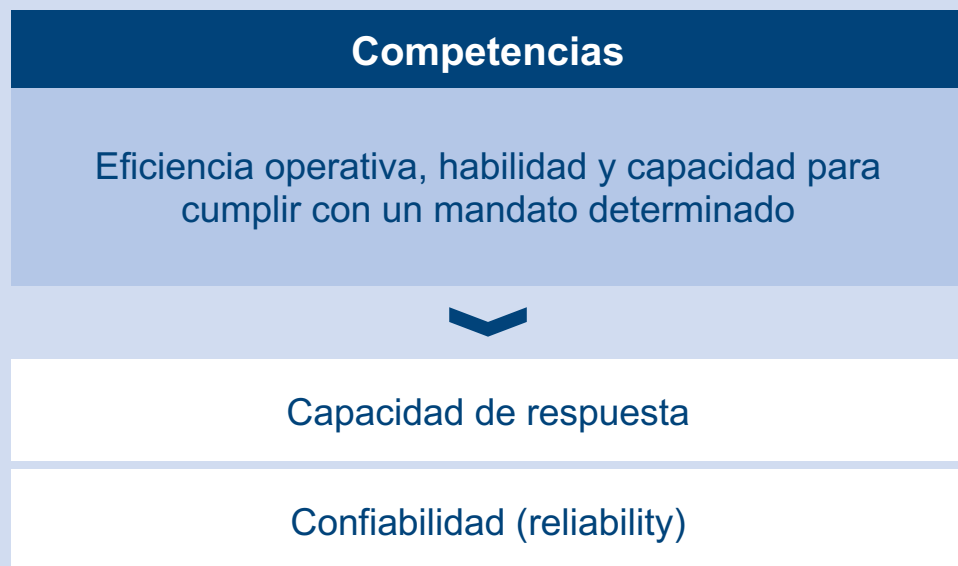 Competencias
Eficiencia operativa, habilidad y capacidad para
cumplir con un mandato determinado
Capacidad de respuesta
Confiabilidad (reliability)